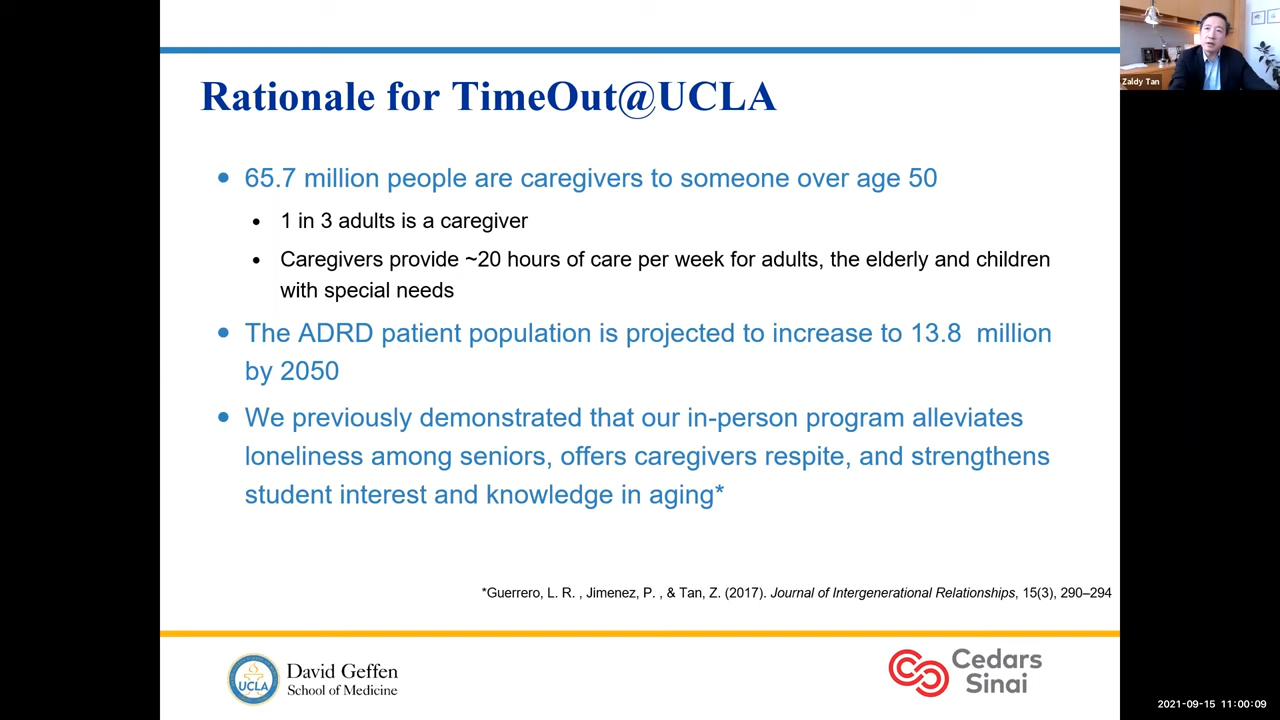 Rationale for TimeOut@UCLA
Zaldy Tan
• 65.7 million people are caregivers to someone over age 50
• 1 in 3 adults is a caregiver
• Caregivers provide ~20 hours of care per week for adults, the elderly and children
with special needs
• The ADRD patient population is projected to increase to 13.8  million
by 2050
• We previously demonstrated that our in-person program alleviates
loneliness among seniors, offers caregivers respite, and strengthens
student interest and knowledge in aging*
*Guerrero, L. R. , Jimenez, P. , & Tan, Z. (2017). Journal of Intergenerational Relationships, 15(3), 290–294
UCLA
David Geffen
School of Medicine
Cedars
Sinai
2021-09-15 11:00:09